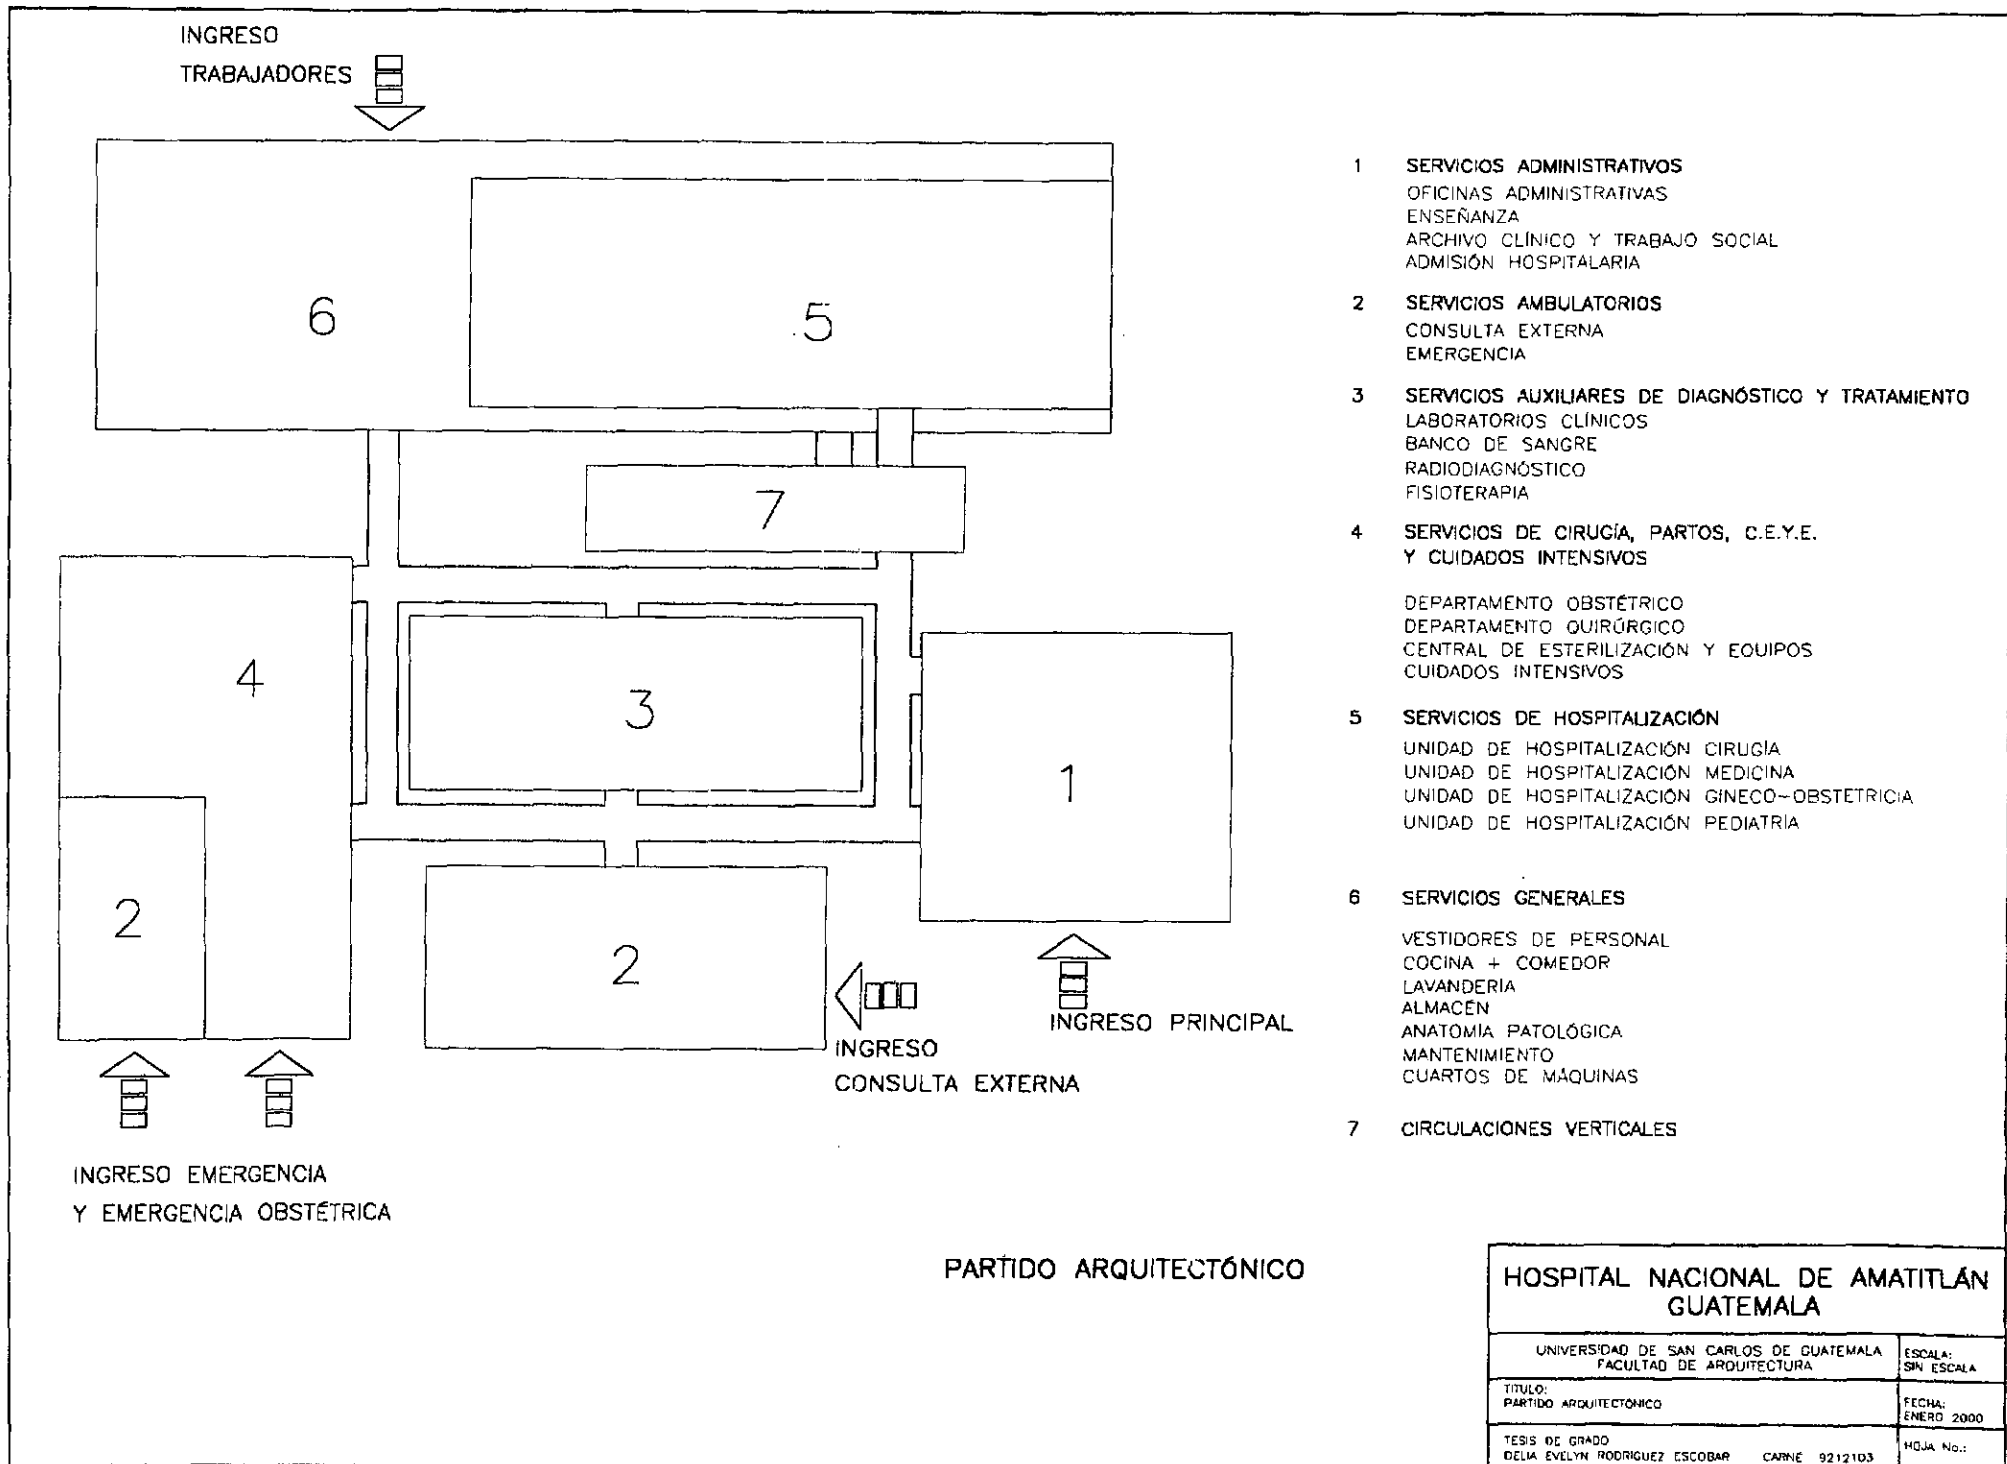 INGRESO
TRABAJADORES
6
5
7
4
3
1
2
2
INGRESO PRINCIPAL
INGRESO
CONSULTA EXTERNA
INGRESO EMERGENCIA
Y EMERGENCIA OBSTÉTRICA
1 SERVICIOS ADMINISTRATIVOS
OFICINAS ADMINISTRATIVAS
ENSEÑANZA
ARCHIVO CLÍNICO Y TRABAJO SOCIAL
ADMISIÓN HOSPITALARIA
2 SERVICIOS AMBULATORIOS
CONSULTA EXTERNA
EMERGENCIA
3 SERVICIOS AUXILIARES DE DIAGNÓSTICO Y TRATAMIENTO
LABORATORIOS CLÍNICOS
BANCO DE SANGRE
RADIODIAGNÓSTICO
FISIOTERAPIA
4 SERVICIOS DE CIRUGÍA, PARTOS, C.E.Y.E.
Y CUIDADOS INTENSIVOS
DEPARTAMENTO OBSTÉTRICO
DEPARTAMENTO QUIRÚRGICO
CENTRAL DE ESTERILIZACIÓN Y EQUIPOS
CUIDADOS INTENSIVOS
5 SERVICIOS DE HOSPITALIZACIÓN
UNIDAD DE HOSPITALIZACIÓN CIRUGÍA
UNIDAD DE HOSPITALIZACIÓN MEDICINA
UNIDAD DE HOSPITALIZACIÓN GINECO-OBSTETRICIA
UNIDAD DE HOSPITALIZACIÓN PEDIATRÍA
6 SERVICIOS GENERALES
VESTIDORES DE PERSONAL
COCINA + COMEDOR
LAVANDERÍA
ALMACÉN
ANATOMÍA PATOLÓGICA
MANTENIMIENTO
CUARTOS DE MÁQUINAS
7 CIRCULACIONES VERTICALES
PARTIDO ARQUITECTÓNICO
HOSPITAL NACIONAL DE AMATITLÁN
GUATEMALA
UNIVERSIDAD DE SAN CARLOS DE GUATEMALA
FACULTAD DE ARQUITECTURA
ESCALA:
SIN ESCALA
TITULO:
PARTIDO ARQUITECTÓNICO
FECHA:
ENERO 2000
TESIS DE GRADO
DELIA EVELYN RODRIGUEZ ESCOBAR CARNÉ 9212103
HOJA No.: